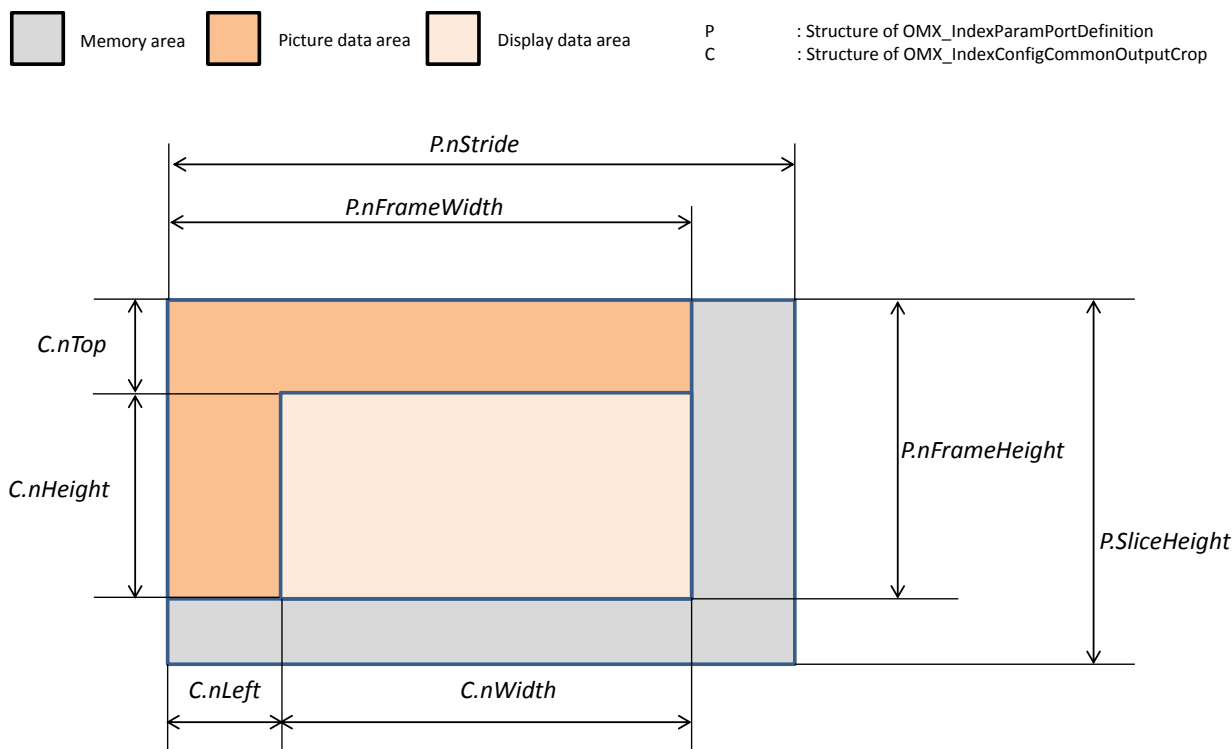 Memory area
Picture data area
Display data area
P : Structure of OMX_IndexParamPortDefinition
C : Structure of OMX_IndexConfigCommonOutputCrop
P.nStride
P.nFrameWidth
C.nTop
C.nHeight
P.nFrameHeight
P.SliceHeight
C.nLeft
C.nWidth